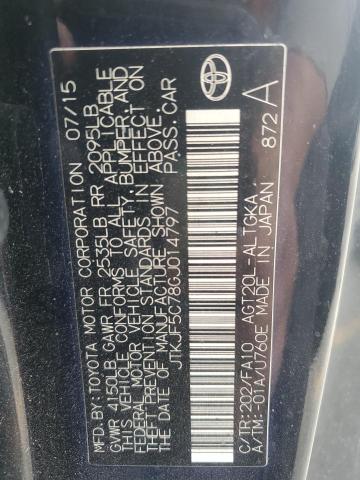 MFD. BY: TOYOTA MOTOR CORPORATION 07/15
GVWR 4150LB GAWR FR 2535LB RR 2095LB
THIS VEHICLE CONFORMS TO ALL APPLICABLE
FEDERAL MOTOR VEHICLE SAFETY, BUMPER, AND
THEFT PREVENTION STANDARDS IN EFFECT ON
THE DATE OF MANUFACTURE SHOWN ABOVE.
JTKJF5C78GJ014797 PASS. CAR
C/TR: 202/FA10 AGT20L-ALTGKA
A/TM: -01A/U760E MADE IN JAPAN
872 A